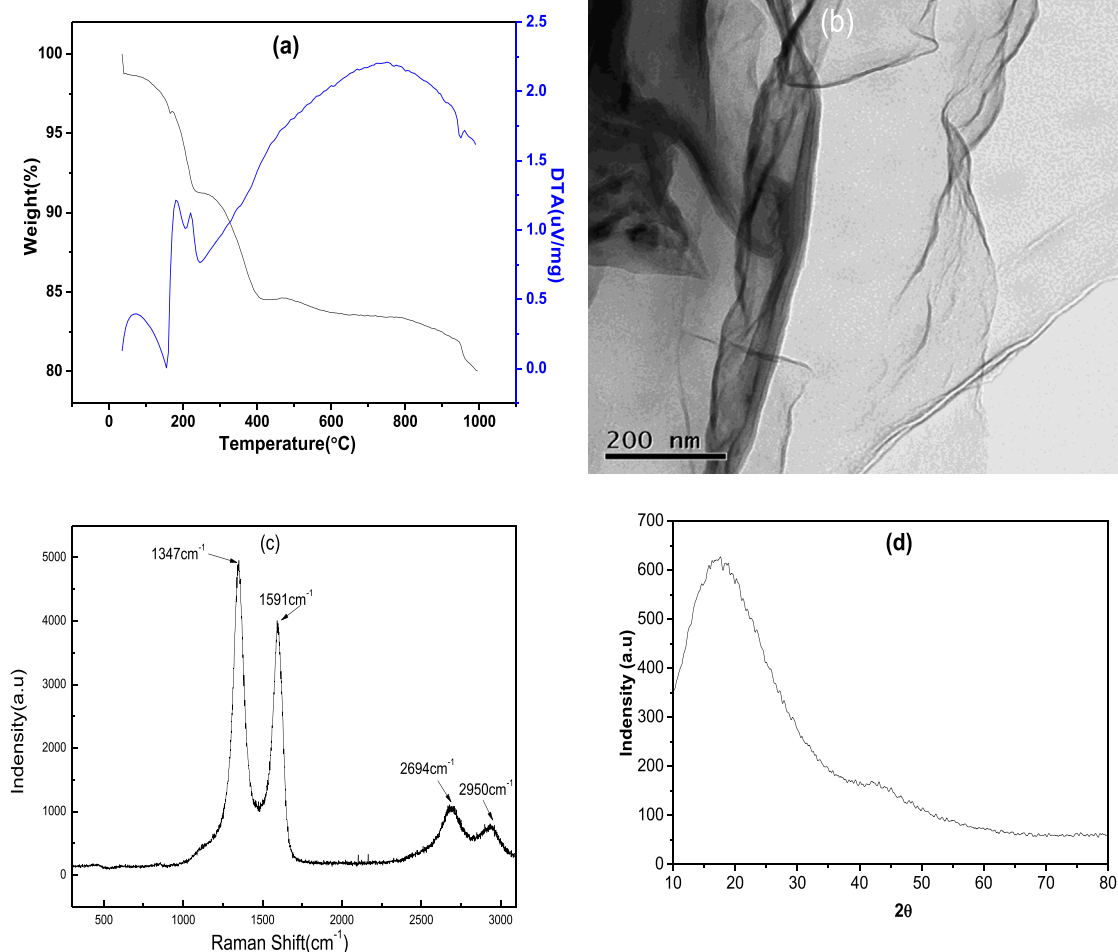 (a)
100
95
90
85
80
Weight(%)
2.5
2.0
1.5
1.0
0.5
0.0
DTA(uV/mg)
0 200 400 600 800 1000
Temperature(°C)
(b)
200 nm
(c)
1347cm-1
1591cm-1
2694cm-1
2950cm-1
5000
4000
3000
2000
1000
0
Indensity(a.u)
500 1000 1500 2000 2500 3000
Raman Shift(cm-1)
(d)
700
600
500
400
300
200
100
0
Indensity (a.u)
10 20 30 40 50 60 70 80
2θ